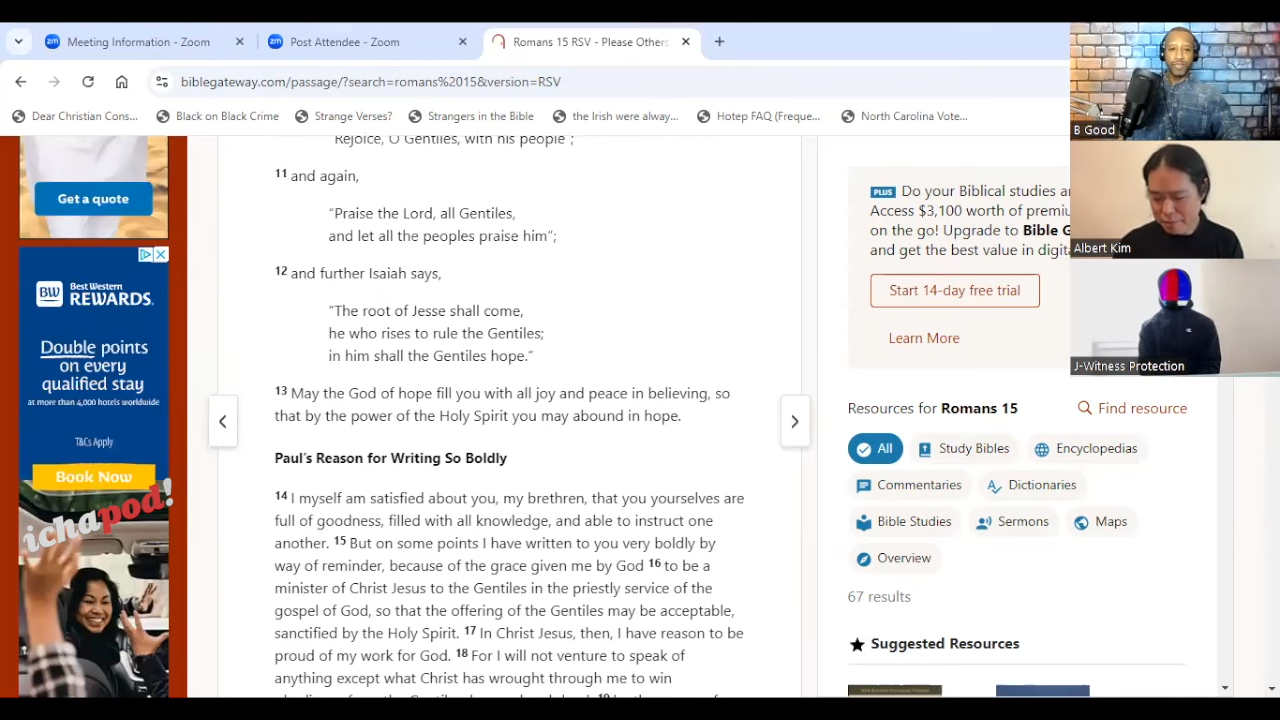 Meeting Information - Zoom
Post Attendee - Zoom
Romans 15 RSV - Please Others
biblegateway.com/passage/?search=romans%2015&version=RSV
Dear Christian Cons...
Black on Black Crime
Strange Verses?
Strangers in the Bible
the Irish were alway...
Hotep FAQ (Freque...
North Carolina Vote...
Get a quote
BW
Best Western
REWARDS.
Double points
on every
qualified stay
at more than 4,000 hotels worldwide
T&Cs Apply
Book Now
ichapod!
Rejoice, O Gentiles, with his people";
11 and again,
“Praise the Lord, all Gentiles,
and let all the peoples praise him”;
12 and further Isaiah says,
“The root of Jesse shall come,
he who rises to rule the Gentiles;
in him shall the Gentiles hope.”
13 May the God of hope fill you with all joy and peace in believing, so
that by the power of the Holy Spirit you may abound in hope.
Paul’s Reason for Writing So Boldly
14 I myself am satisfied about you, my brethren, that you yourselves are
full of goodness, filled with all knowledge, and able to instruct one
another. 15 But on some points I have written to you very boldly by
way of reminder, because of the grace given me by God 16 to be a
minister of Christ Jesus to the Gentiles in the priestly service of the
gospel of God, so that the offering of the Gentiles may be acceptable,
sanctified by the Holy Spirit. 17 In Christ Jesus, then, I have reason to be
proud of my work for God. 18 For I will not venture to speak of
anything except what Christ has wrought through me to win
PLUS Do your Biblical studies
Access $3,100 worth of
on the go! Upgrade to Bible
and get the best value in
Start 14-day free trial
Learn More
Resources for Romans 15
Find resource
All
Study Bibles
Encyclopedias
Commentaries
Dictionaries
Bible Studies
Sermons
Maps
Overview
67 results
Suggested Resources
B Good
Albert Kim
J-Witness Protection